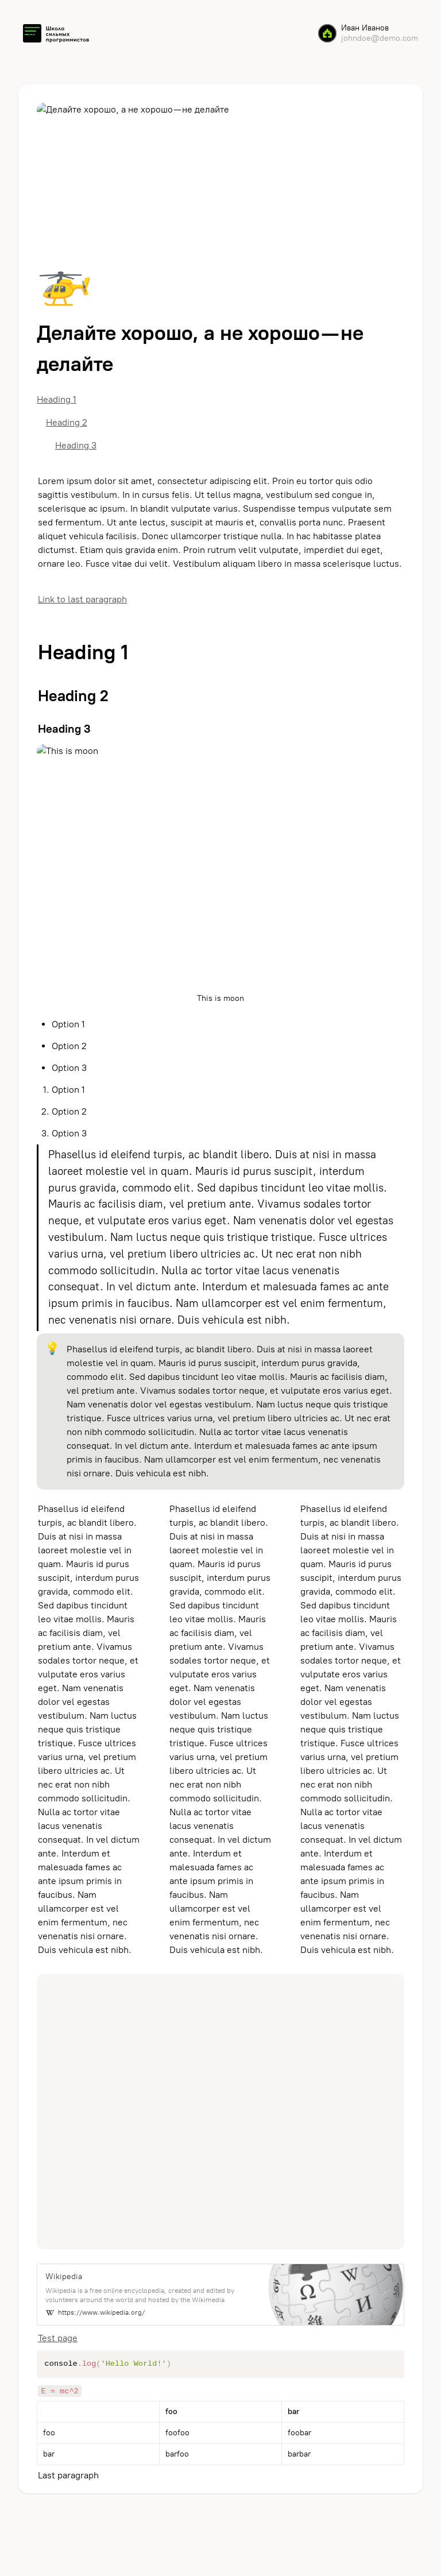 Школа
сильных
программистов
Иван Иванов
johndoe@demo.com
Делайте хорошо, а не хорошо — не делайте
Делайте хорошо, а не хорошо — не
делайте
Heading 1
Heading 2
Heading 3
Lorem ipsum dolor sit amet, consectetur adipiscing elit. Proin eu tortor quis odio
sagittis vestibulum. In in cursus felis. Ut tellus magna, vestibulum sed congue in,
scelerisque ac ipsum. In blandit vulputate varius. Suspendisse tempus vulputate sem
sed fermentum. Ut ante lectus, suscipit at mauris et, convallis porta nunc. Praesent
aliquet vehicula facilisis. Donec ullamcorper tristique nulla. In hac habitasse platea
dictumst. Etiam quis gravida enim. Proin rutrum velit vulputate, imperdiet dui eget,
ornare leo. Fusce vitae dui velit. Vestibulum aliquam libero in massa scelerisque luctus.
Link to last paragraph
Heading 1
Heading 2
Heading 3
This is moon
This is moon
• Option 1
• Option 2
• Option 3
1. Option 1
2. Option 2
3. Option 3
Phasellus id eleifend turpis, ac blandit libero. Duis at nisi in massa
laoreet molestie vel in quam. Mauris id purus suscipit, interdum
purus gravida, commodo elit. Sed dapibus tincidunt leo vitae mollis.
Mauris ac facilisis diam, vel pretium ante. Vivamus sodales tortor
neque, et vulputate eros varius eget. Nam venenatis dolor vel egestas
vestibulum. Nam luctus neque quis tristique tristique. Fusce ultrices
varius urna, vel pretium libero ultricies ac. Ut nec erat non nibh
commodo sollicitudin. Nulla ac tortor vitae lacus venenatis
consequat. In vel dictum ante. Interdum et malesuada fames ac ante
ipsum primis in faucibus. Nam ullamcorper est vel enim fermentum,
nec venenatis nisi ornare. Duis vehicula est nibh.
Phasellus id eleifend turpis, ac blandit libero. Duis at nisi in massa laoreet
molestie vel in quam. Mauris id purus suscipit, interdum purus gravida,
commodo elit. Sed dapibus tincidunt leo vitae mollis. Mauris ac facilisis diam,
vel pretium ante. Vivamus sodales tortor neque, et vulputate eros varius eget.
Nam venenatis dolor vel egestas vestibulum. Nam luctus neque quis tristique
tristique. Fusce ultrices varius urna, vel pretium libero ultricies ac. Ut nec erat
non nibh commodo sollicitudin. Nulla ac tortor vitae lacus venenatis
consequat. In vel dictum ante. Interdum et malesuada fames ac ante ipsum
primis in faucibus. Nam ullamcorper est vel enim fermentum, nec venenatis
nisi ornare. Duis vehicula est nibh.
Phasellus id eleifend
turpis, ac blandit libero.
Duis at nisi in massa
laoreet molestie vel in
quam. Mauris id purus
suscipit, interdum purus
gravida, commodo elit.
Sed dapibus tincidunt
leo vitae mollis. Mauris
ac facilisis diam, vel
pretium ante. Vivamus
sodales tortor neque, et
vulputate eros varius
eget. Nam venenatis
dolor vel egestas
vestibulum. Nam luctus
neque quis tristique
tristique. Fusce ultrices
varius urna, vel pretium
libero ultricies ac. Ut
nec erat non nibh
commodo sollicitudin.
Nulla ac tortor vitae
lacus venenatis
consequat. In vel dictum
ante. Interdum et
malesuada fames ac
ante ipsum primis in
faucibus. Nam
ullamcorper est vel
enim fermentum, nec
venenatis nisi ornare.
Duis vehicula est nibh.
Phasellus id eleifend
turpis, ac blandit libero.
Duis at nisi in massa
laoreet molestie vel in
quam. Mauris id purus
suscipit, interdum purus
gravida, commodo elit.
Sed dapibus tincidunt
leo vitae mollis. Mauris
ac facilisis diam, vel
pretium ante. Vivamus
sodales tortor neque, et
vulputate eros varius
eget. Nam venenatis
dolor vel egestas
vestibulum. Nam luctus
neque quis tristique
tristique. Fusce ultrices
varius urna, vel pretium
libero ultricies ac. Ut
nec erat non nibh
commodo sollicitudin.
Nulla ac tortor vitae
lacus venenatis
consequat. In vel dictum
ante. Interdum et
malesuada fames ac
ante ipsum primis in
faucibus. Nam
ullamcorper est vel
enim fermentum, nec
venenatis nisi ornare.
Duis vehicula est nibh.
Phasellus id eleifend
turpis, ac blandit libero.
Duis at nisi in massa
laoreet molestie vel in
quam. Mauris id purus
suscipit, interdum purus
gravida, commodo elit.
Sed dapibus tincidunt
leo vitae mollis. Mauris
ac facilisis diam, vel
pretium ante. Vivamus
sodales tortor neque, et
vulputate eros varius
eget. Nam venenatis
dolor vel egestas
vestibulum. Nam luctus
neque quis tristique
tristique. Fusce ultrices
varius urna, vel pretium
libero ultricies ac. Ut
nec erat non nibh
commodo sollicitudin.
Nulla ac tortor vitae
lacus venenatis
consequat. In vel dictum
ante. Interdum et
malesuada fames ac
ante ipsum primis in
faucibus. Nam
ullamcorper est vel
enim fermentum, nec
venenatis nisi ornare.
Duis vehicula est nibh.
Wikipedia
Wikipedia is a free online encyclopedia, created and edited by
volunteers around the world and hosted by the Wikimedia
W https://www.wikipedia.org/
Ω W 維 И
Test page
console.log('Hello World!')
E = mc^2
foo bar
foo foofoo foobar
bar barfoo barbar
Last paragraph